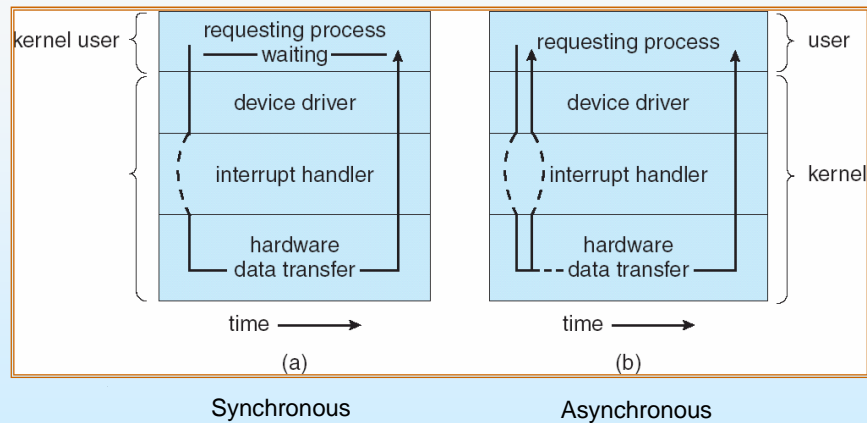 kernel user
requesting process
waiting
device driver
interrupt handler
hardware
data transfer
time
(a)
requesting process
user
device driver
interrupt handler
kernel
hardware
data transfer
time
(b)
Synchronous
Asynchronous